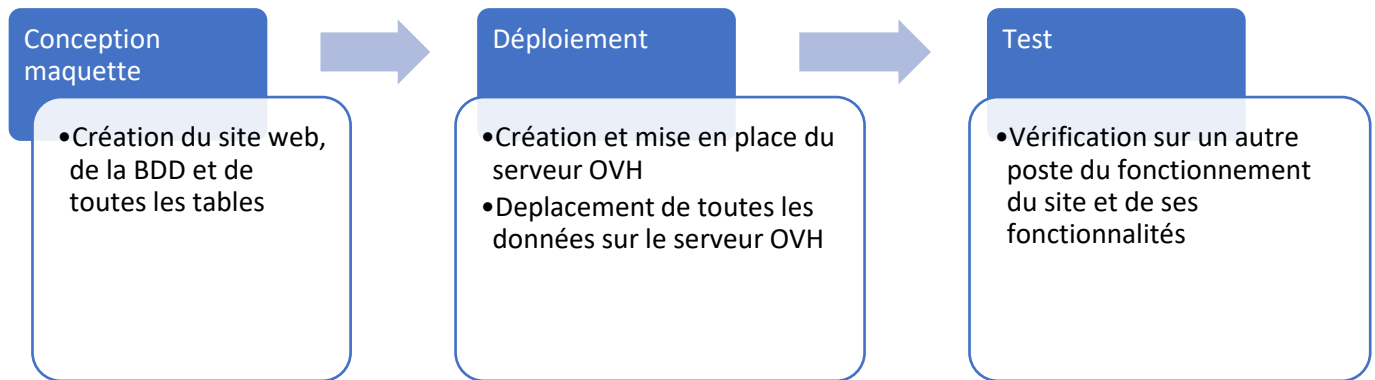 Conception
maquette
•Création du site web,
de la BDD et de
toutes les tables
Déploiement
•Création et mise en place du
serveur OVH
•Deplacement de toutes les
données sur le serveur OVH
Test
•Vérification sur un autre
poste du fonctionnement
du site et de ses
fonctionnalités